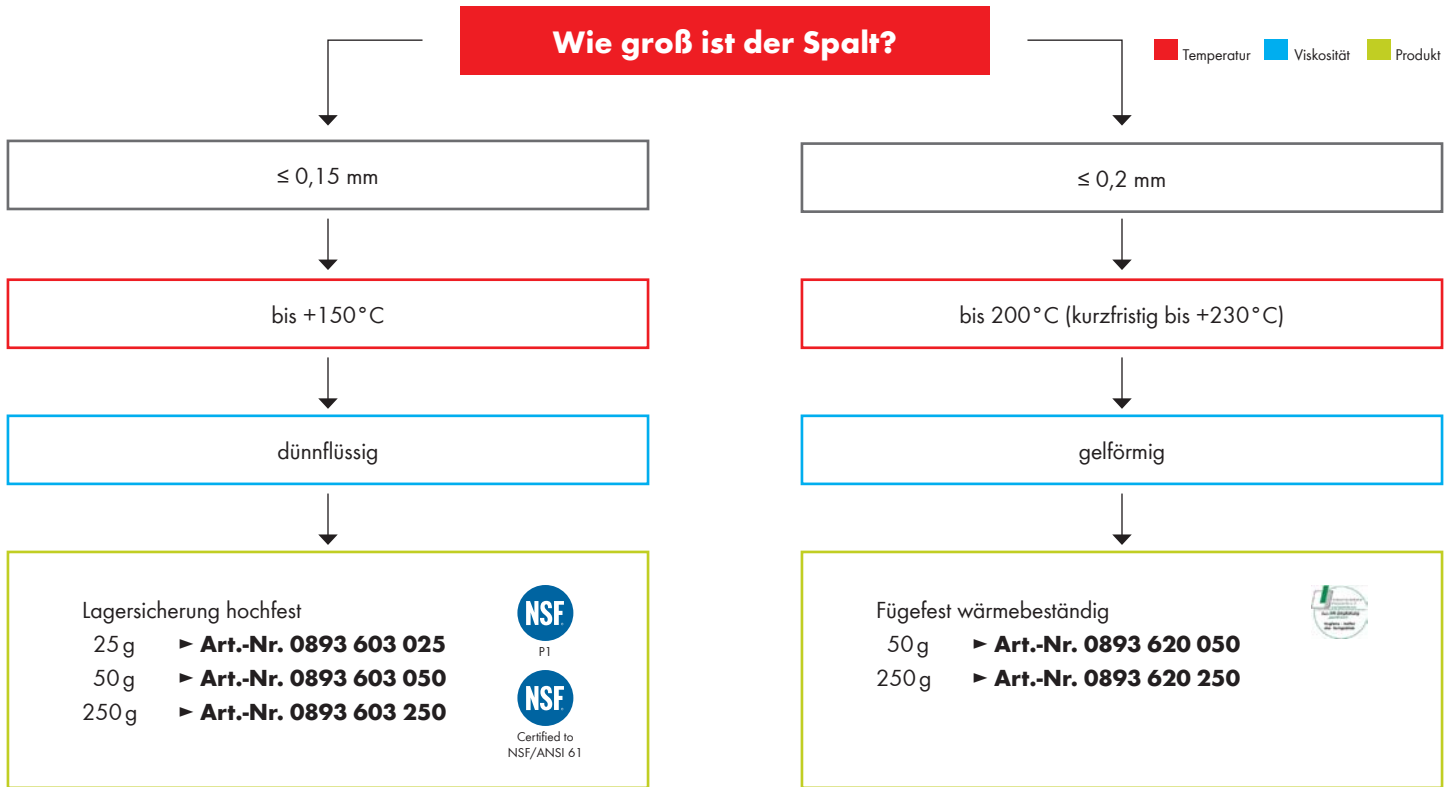 Wie groß ist der Spalt?
Temperatur Viskosität Produkt
≤ 0,15 mm
bis +150°C
dünnflüssig
Lagersicherung hochfest
25 g ► Art.-Nr. 0893 603 025
50 g ► Art.-Nr. 0893 603 050
250 g ► Art.-Nr. 0893 603 250
NSF
P1
NSF
Certified to
NSF/ANSI 61
≤ 0,2 mm
bis 200°C (kurzfristig bis +230°C)
gelförmig
Fügefest wärmebeständig
50 g ► Art.-Nr. 0893 620 050
250 g ► Art.-Nr. 0893 620 250